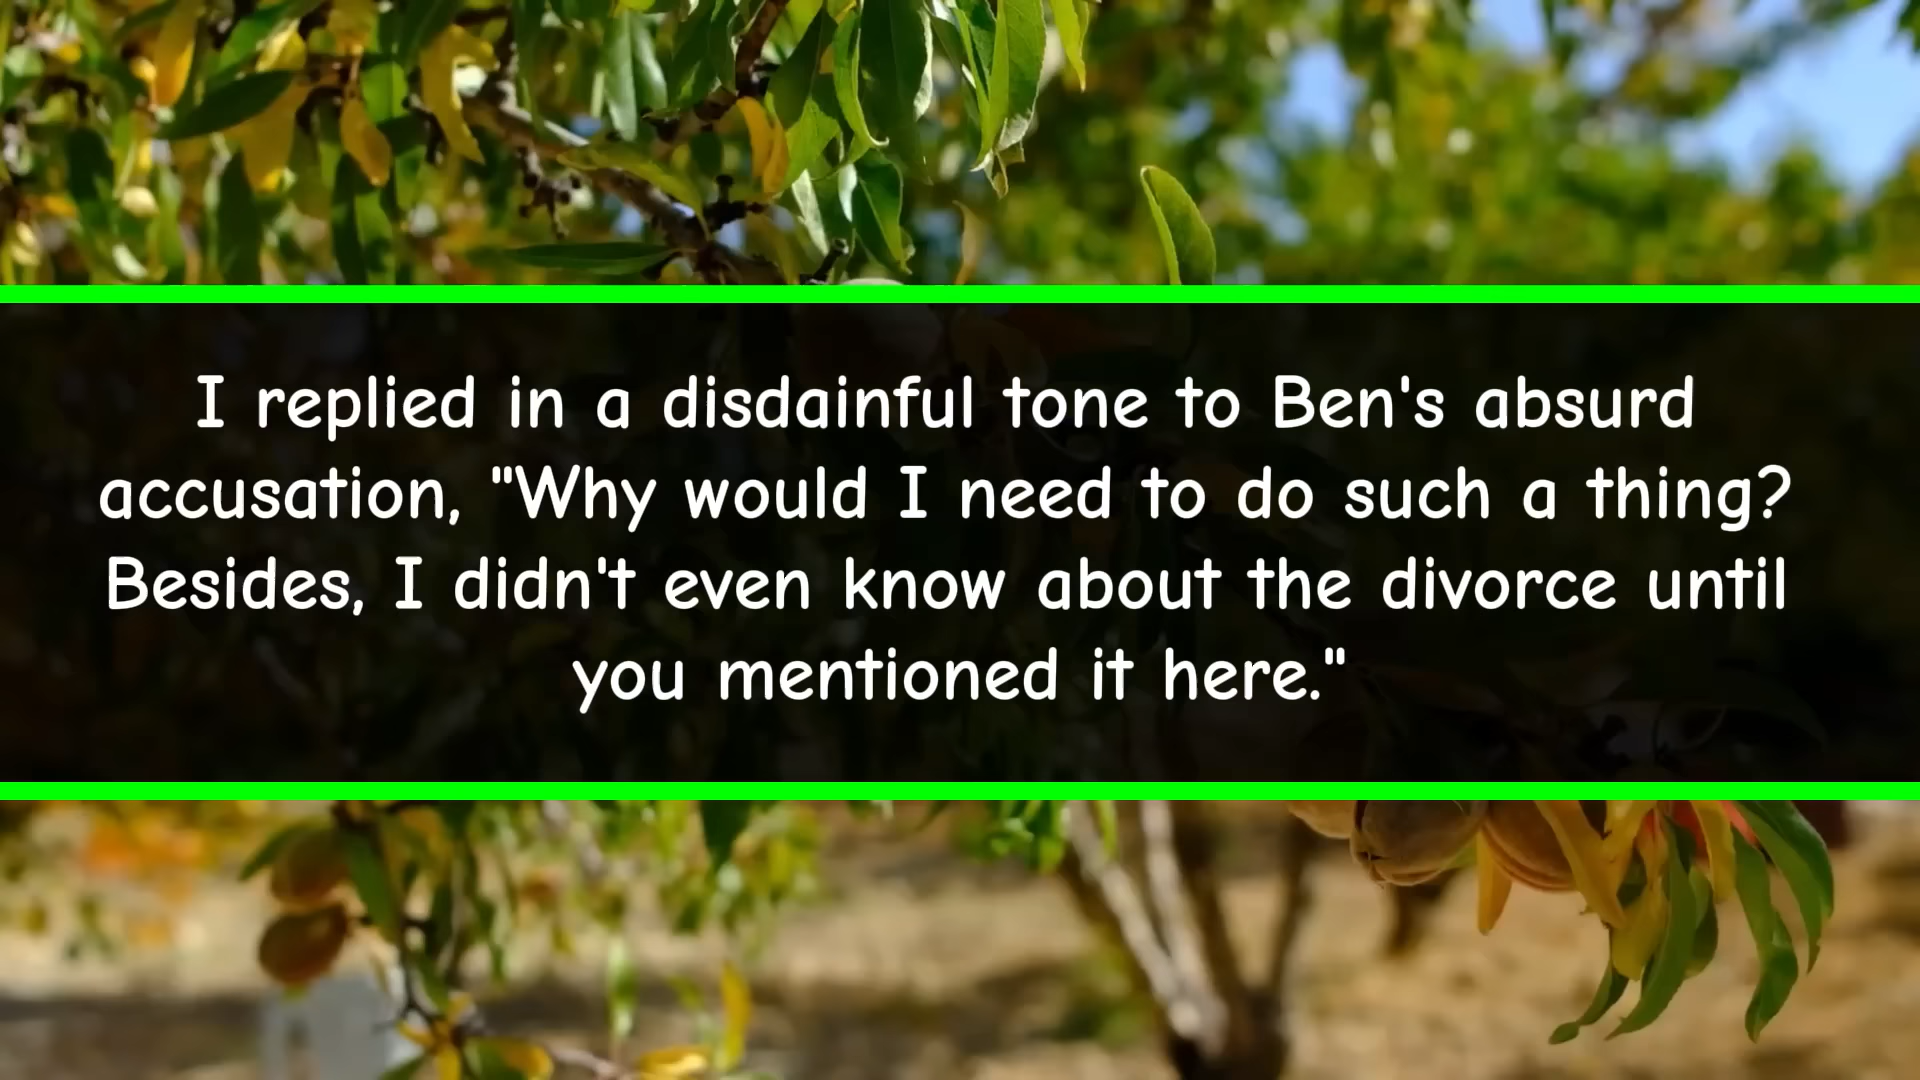 I replied in a disdainful tone to Ben's absurd
accusation, "Why would I need to do such a thing?
Besides, I didn't even know about the divorce until
you mentioned it here."